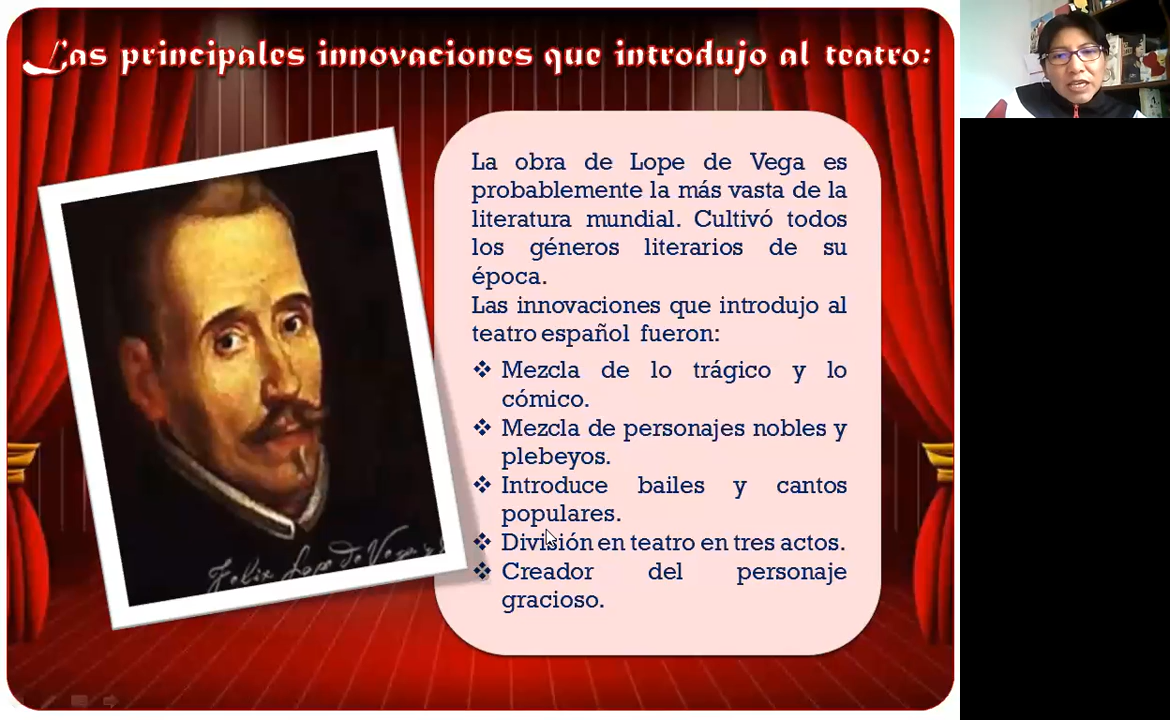 Las principales innovaciones que introdujo al teatro:
La obra de Lope de Vega es
probablemente la más vasta de la
literatura mundial. Cultivó todos
los géneros literarios de su
época.
Las innovaciones que introdujo al
teatro español fueron:
❖ Mezcla de lo trágico y lo
cómico.
❖ Mezcla de personajes nobles y
plebeyos.
❖ Introduce bailes y cantos
populares.
❖ División en teatro en tres actos.
❖ Creador del personaje
gracioso.
Felix Lope de Vega